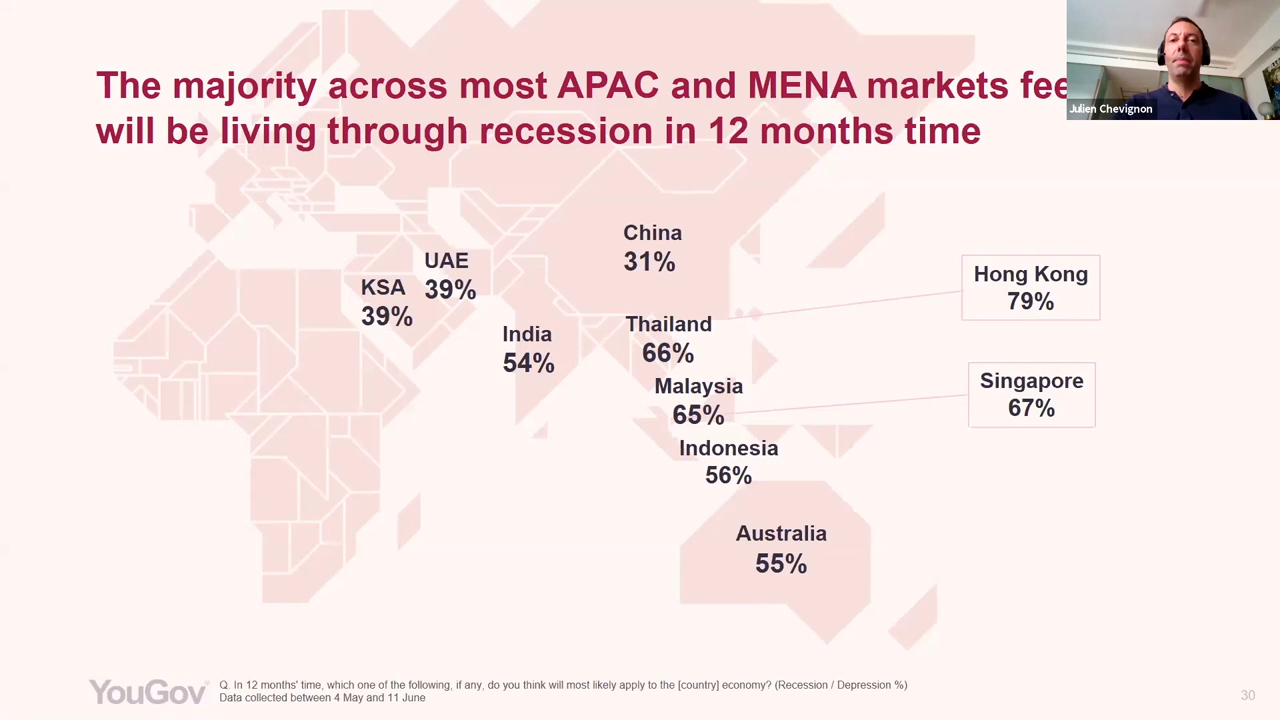 The majority across most APAC and MENA markets fee
will be living through recession in 12 months time
Julien Chevignon
China
31%
UAE
39%
KSA
39%
Hong Kong
79%
India
54%
Thailand
66%
Malaysia
65%
Singapore
67%
Indonesia
56%
Australia
55%
YouGov®
Q. In 12 months' time, which one of the following, if any, do you think will most likely apply to the [country] economy? (Recession / Depression %)
Data collected between 4 May and 11 June
30